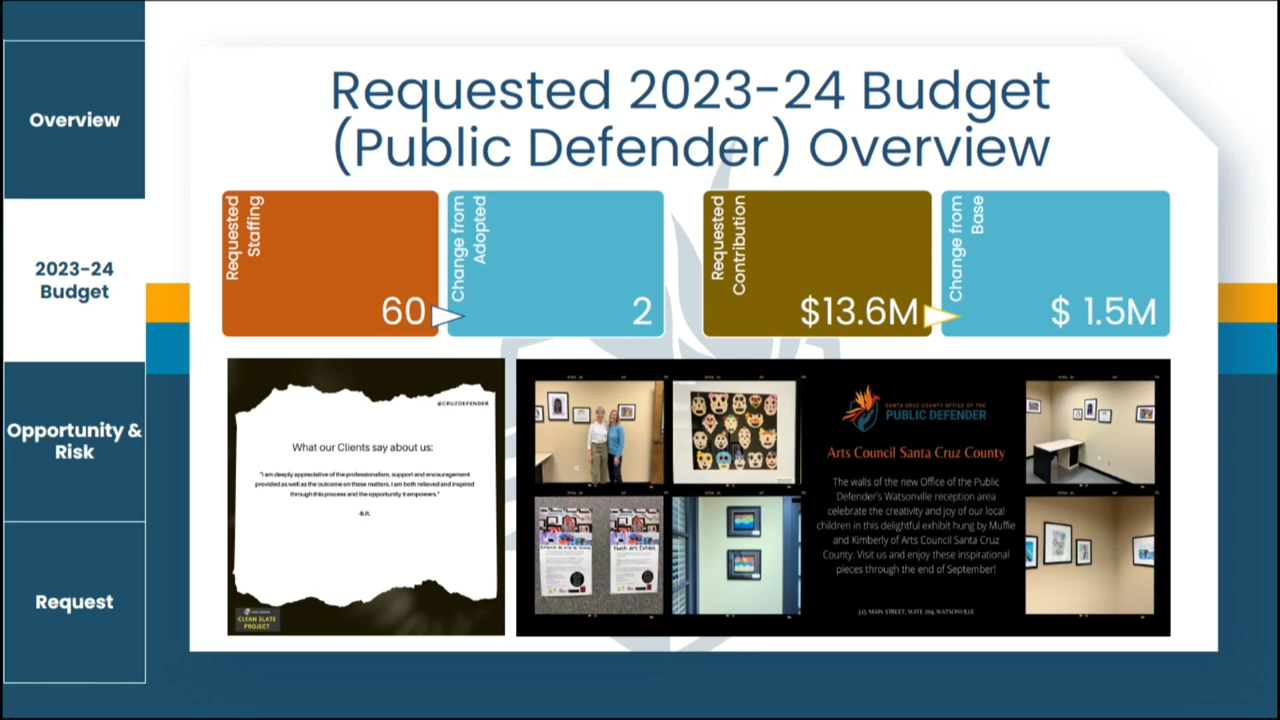 Overview
2023-24
Budget
Opportunity &
Risk
Request
Requested 2023-24 Budget
(Public Defender) Overview
Requested
Staffing
60
Change from
Adopted
2
Requested
Contribution
$13.6M
Change from
Base
$ 1.5M
@CRUZDEFENDER
What our Clients say about us:
"I am deeply appreciative of the professionalism, support and encouragement
provided as well as the outcome on these matters. I am both relieved and inspired
through this process and the opportunity it empowers."
-B.R.
CLEAN SLATE
PROJECT
Youth Art Exhibit
SANTA CRUZ COUNTY OFFICE OF THE
PUBLIC DEFENDER
Arts Council Santa Cruz County
The walls of the new Office of the Public
Defender's Watsonville reception area
celebrate the creativity and joy of our local
children in this delightful exhibit hung by Muffie
and Kimberly of Arts Council Santa Cruz
County. Visit us and enjoy these inspirational
pieces through the end of September!
315 MAIN STREET, SUITE 204, WATSONVILLE